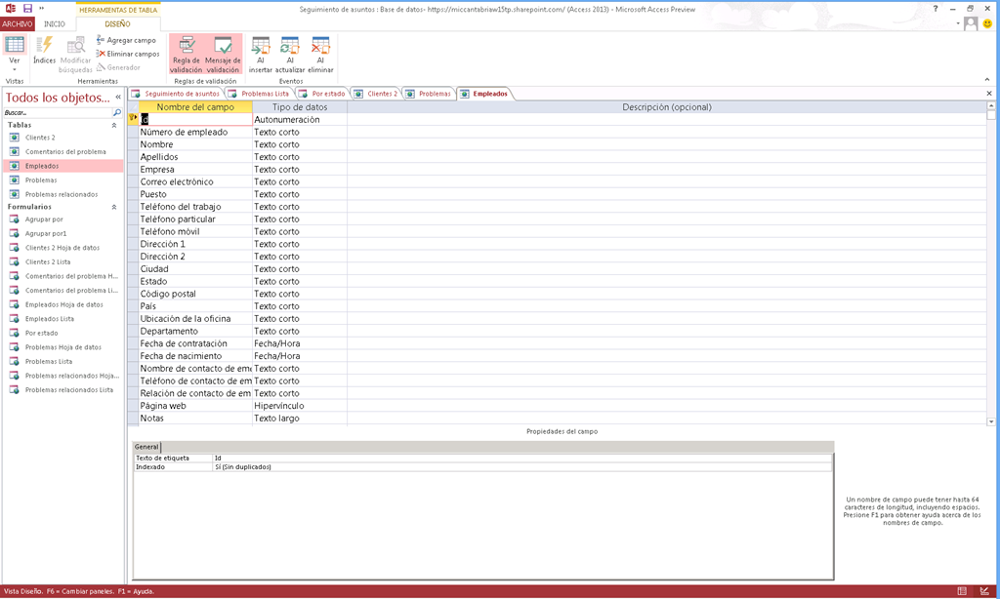 HERRAMIENTAS DE TABLA
Seguimiento de asuntos : Base de datos- https://miccantabriaw15tp.sharepoint.com/ (Access 2013) - Microsoft Access Preview
ARCHIVO INICIO DISEÑO
Ver
Índices
Modificar búsquedas
Agregar campo
Eliminar campos
Generador
Regla de validación
Mensaje de validación
Al insertar
Al actualizar
Al eliminar
Vistas Herramientas Reglas de validación Eventos
Todos los objetos... «
Buscar...
Tablas
Clientes 2
Comentarios del problema
Empleados
Problemas
Problemas relacionados
Formularios
Agrupar por
Agrupar por1
Clientes 2 Hoja de datos
Clientes 2 Lista
Comentarios del problema H...
Comentarios del problema Li...
Empleados Hoja de datos
Empleados Lista
Por estado
Problemas Hoja de datos
Problemas Lista
Problemas relacionados Hoja...
Problemas relacionados Lista
Seguimiento de asuntos Problemas Lista Por estado Clientes 2 Problemas Empleados
Nombre del campo Tipo de datos Descripción (opcional)
Id Autonumeración
Número de empleado Texto corto
Nombre Texto corto
Apellidos Texto corto
Empresa Texto corto
Correo electrónico Texto corto
Puesto Texto corto
Teléfono del trabajo Texto corto
Teléfono particular Texto corto
Teléfono móvil Texto corto
Dirección 1 Texto corto
Dirección 2 Texto corto
Ciudad Texto corto
Estado Texto corto
Código postal Texto corto
País Texto corto
Ubicación de la oficina Texto corto
Departamento Texto corto
Fecha de contratación Fecha/Hora
Fecha de nacimiento Fecha/Hora
Nombre de contacto de eme Texto corto
Teléfono de contacto de em Texto corto
Relación de contacto de em Texto corto
Página web Hipervínculo
Notas Texto largo
Propiedades del campo
General
Texto de etiqueta Id
Indexado Sí (Sin duplicados)
Un nombre de campo puede tener hasta 64
caracteres de longitud, incluyendo espacios.
Presione F1 para obtener ayuda acerca de los
nombres de campo.
Vista Diseño. F6 = Cambiar paneles. F1 = Ayuda.